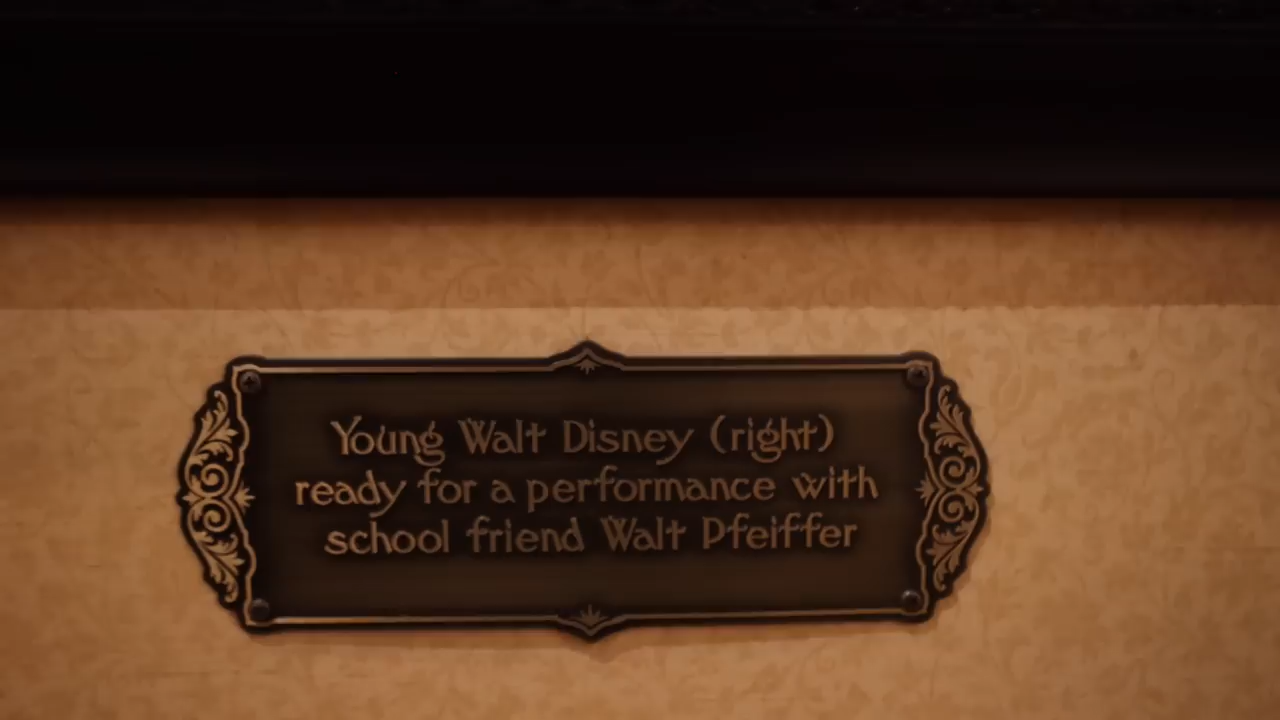 Young Walt Disney (right)
ready for a performance with
school friend Walt Pfeiffer